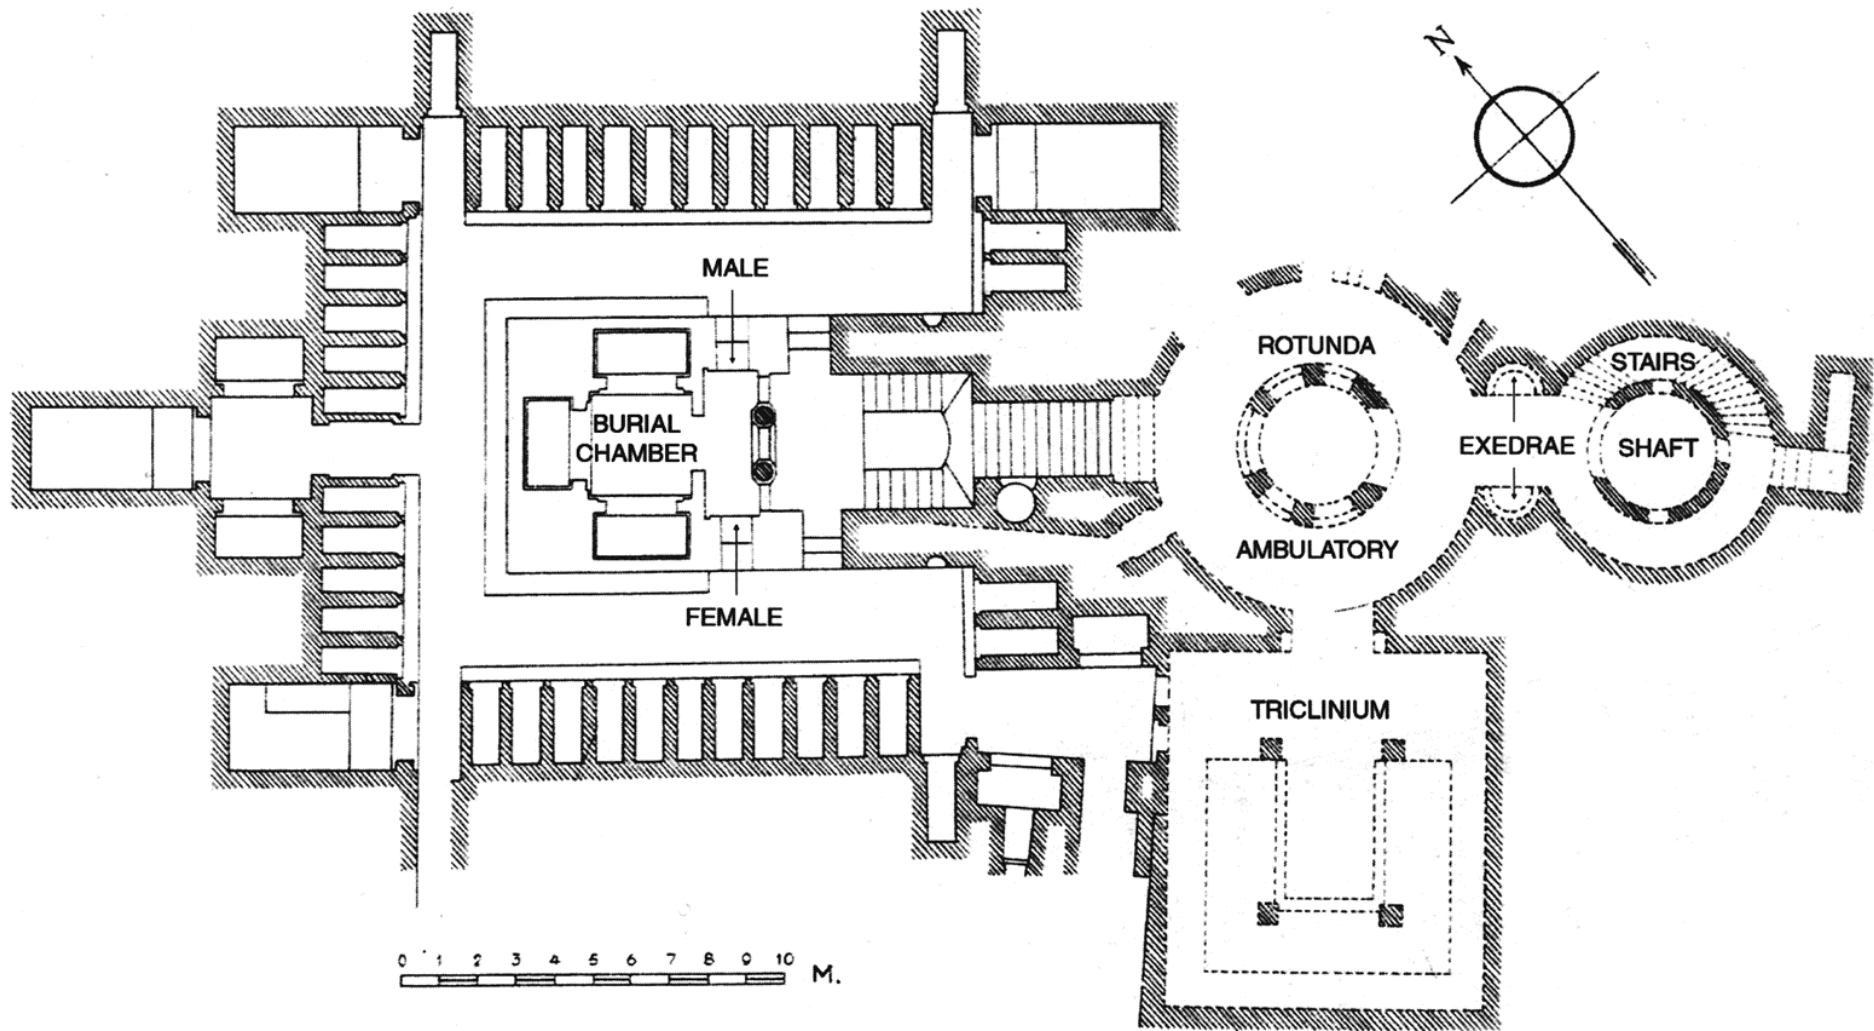 N
MALE
ROTUNDA
STAIRS
BURIAL
CHAMBER
EXEDRAE
SHAFT
AMBULATORY
FEMALE
TRICLINIUM
0 1 2 3 4 5 6 7 8 9 10 M.